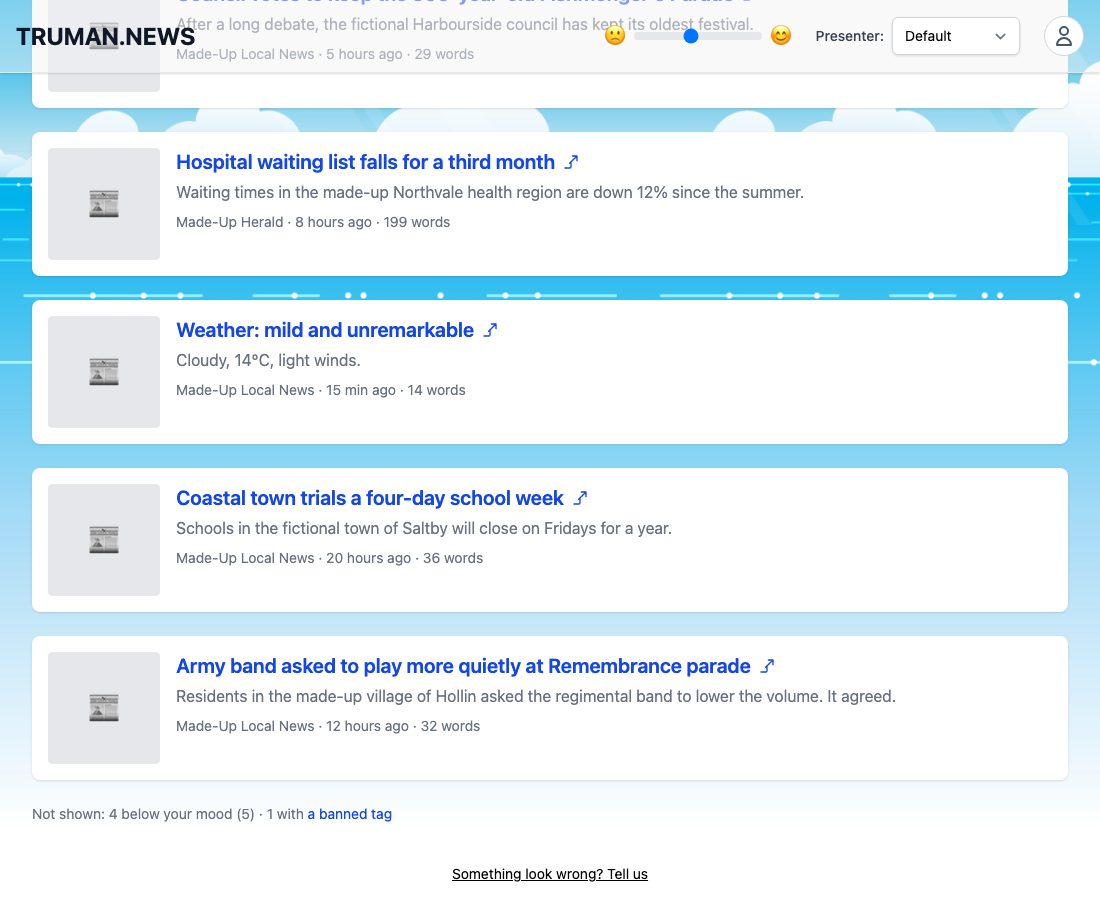 After a long debate, the fictional Harbourside council has kept its oldest festival.
TRUMAN.NEWS
Presenter:
Default
Made-Up Local News · 5 hours ago · 29 words
Hospital waiting list falls for a third month
Waiting times in the made-up Northvale health region are down 12% since the summer.
Made-Up Herald · 8 hours ago · 199 words
Weather: mild and unremarkable
Cloudy, 14°C, light winds.
Made-Up Local News · 15 min ago · 14 words
Coastal town trials a four-day school week
Schools in the fictional town of Saltby will close on Fridays for a year.
Made-Up Local News · 20 hours ago · 36 words
Army band asked to play more quietly at Remembrance parade
Residents in the made-up village of Hollin asked the regimental band to lower the volume. It agreed.
Made-Up Local News · 12 hours ago · 32 words
Not shown: 4 below your mood (5) · 1 with a banned tag
Something look wrong? Tell us